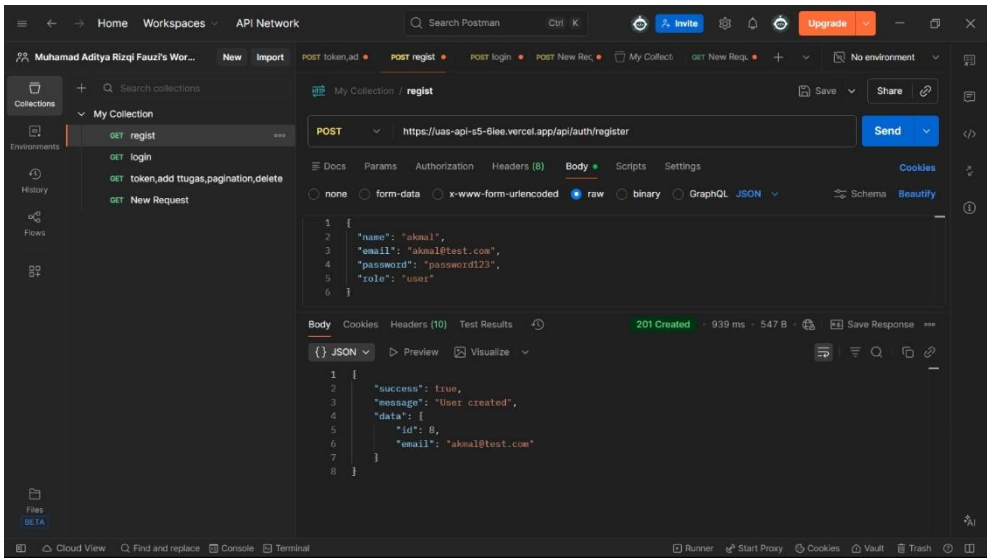 Home Workspaces API Network Search Postman Ctrl K Invite Upgrade
Muhamad Aditya Rizqi Fauzi's Wor... New Import POST token,ad POST regist POST login POST New Rec My Collecti GET New Requ. No environment
Collections
Environments
History
Flows
Files
BETA
Search collections
My Collection
GET regist
GET login
GET token,add ttugas,pagination,delete
GET New Request
HTTP My Collection / regist Save Share
POST https://uas-api-s5-6iee.vercel.app/api/auth/register Send
Docs Params Authorization Headers (8) Body Scripts Settings Cookies
none form-data x-www-form-urlencoded raw binary GraphQL JSON Schema Beautify
1 {
2 "name": "akmal",
3 "email": "akmal@test.com",
4 "password": "password123",
5 "role": "user"
6 }
Body Cookies Headers (10) Test Results 201 Created 939 ms 547 B Save Response
{} JSON Preview Visualize
1 {
2 "success": true,
3 "message": "User created",
4 "data": {
5 "id": 8,
6 "email": "akmal@test.com"
7 }
8 }
Cloud View Find and replace Console Terminal Runner Start Proxy Cookies Vault Trash
AI